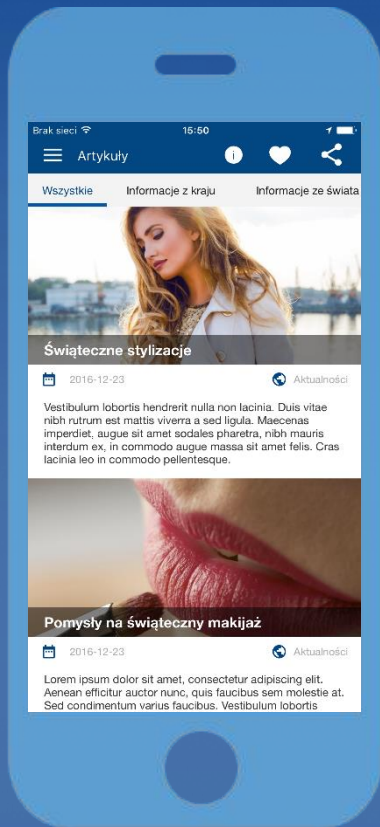 Brak sieci 15:50
Artykuły
Wszystkie Informacje z kraju Informacje ze świata
Świąteczne stylizacje
2016-12-23 Aktualności
Vestibulum lobortis hendrerit nulla non lacinia. Duis vitae
nibh rutrum est mattis viverra a sed ligula. Maecenas
imperdiet, augue sit amet sodales pharetra, nibh mauris
interdum ex, in commodo augue massa sit amet felis. Cras
lacinia leo in commodo pellentesque.
Pomysły na świąteczny makijaż
2016-12-23 Aktualności
Lorem ipsum dolor sit amet, consectetur adipiscing elit.
Aenean efficitur auctor nunc, quis faucibus sem molestie at.
Sed condimentum varius faucibus. Vestibulum lobortis